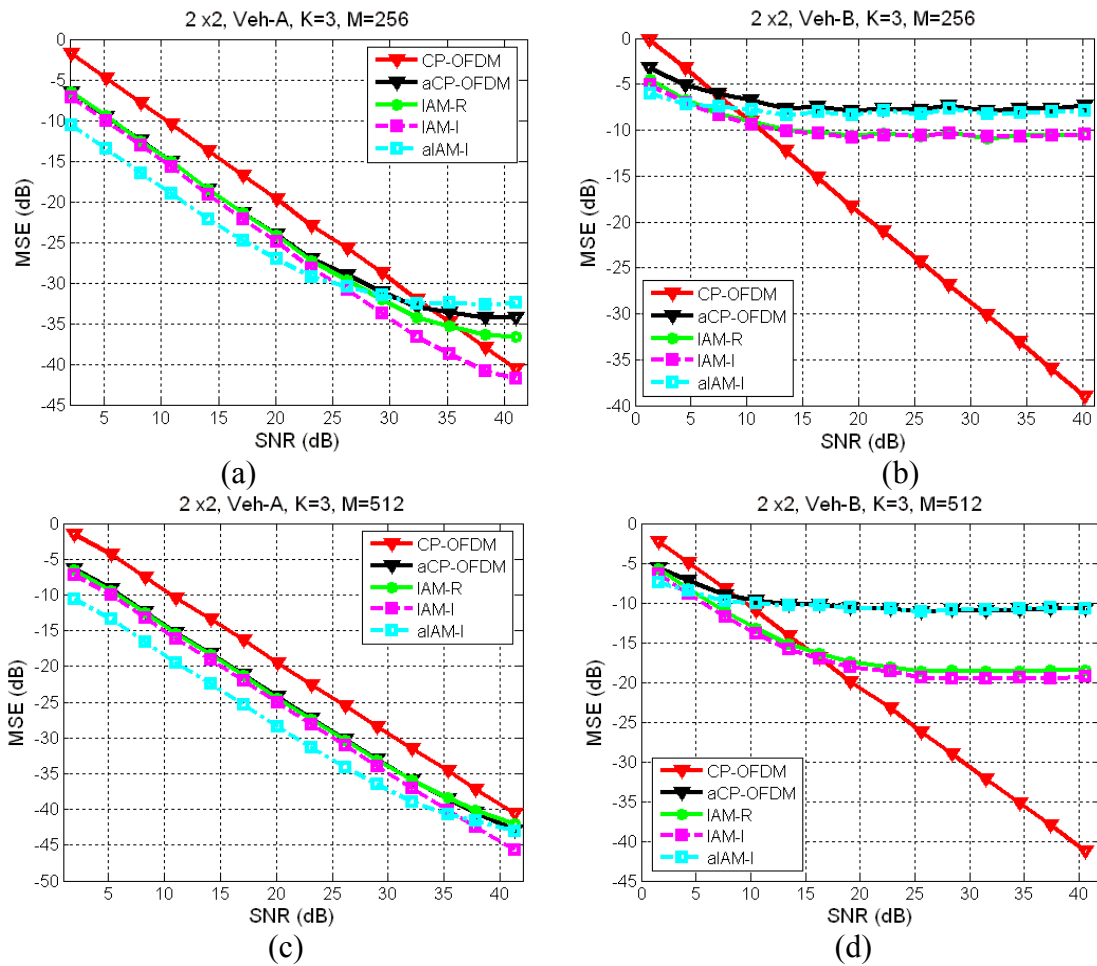 2 x2, Veh-A, K=3, M=256
0
-5
-10
-15
-20
-25
-30
-35
-40
-45
MSE (dB)
CP-OFDM
aCP-OFDM
IAM-R
IAM-I
aIAM-I
5 10 15 20 25 30 35 40
SNR (dB)
(a)
2 x2, Veh-B, K=3, M=256
0
-5
-10
-15
-20
-25
-30
-35
-40
MSE (dB)
CP-OFDM
aCP-OFDM
IAM-R
IAM-I
aIAM-I
0 5 10 15 20 25 30 35 40
SNR (dB)
(b)
2 x2, Veh-A, K=3, M=512
0
-5
-10
-15
-20
-25
-30
-35
-40
-45
-50
MSE (dB)
CP-OFDM
aCP-OFDM
IAM-R
IAM-I
aIAM-I
5 10 15 20 25 30 35 40
SNR (dB)
(c)
2 x2, Veh-B, K=3, M=512
0
-5
-10
-15
-20
-25
-30
-35
-40
-45
MSE (dB)
CP-OFDM
aCP-OFDM
IAM-R
IAM-I
aIAM-I
0 5 10 15 20 25 30 35 40
SNR (dB)
(d)